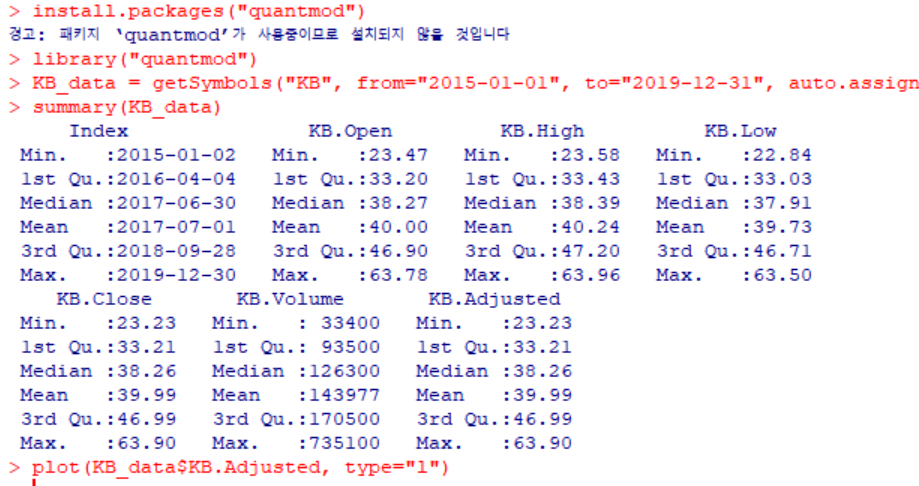 > install.packages("quantmod")
경고: 패키지 ‘quantmod’가 사용중이므로 설치되지 않을 것입니다
> library("quantmod")
> KB_data = getSymbols("KB", from="2015-01-01", to="2019-12-31", auto.assign
> summary(KB_data)
     Index               KB.Open         KB.High          KB.Low
 Min.   :2015-01-02   Min.   :23.47   Min.   :23.58   Min.   :22.84
 1st Qu.:2016-04-04   1st Qu.:33.20   1st Qu.:33.43   1st Qu.:33.03
 Median :2017-06-30   Median :38.27   Median :38.39   Median :37.91
 Mean   :2017-07-01   Mean   :40.00   Mean   :40.24   Mean   :39.73
 3rd Qu.:2018-09-28   3rd Qu.:46.90   3rd Qu.:47.20   3rd Qu.:46.71
 Max.   :2019-12-30   Max.   :63.78   Max.   :63.96   Max.   :63.50
    KB.Close       KB.Volume       KB.Adjusted
 Min.   :23.23   Min.   : 33400   Min.   :23.23
 1st Qu.:33.21   1st Qu.: 93500   1st Qu.:33.21
 Median :38.26   Median :126300   Median :38.26
 Mean   :39.99   Mean   :143977   Mean   :39.99
 3rd Qu.:46.99   3rd Qu.:170500   3rd Qu.:46.99
 Max.   :63.90   Max.   :735100   Max.   :63.90
> plot(KB_data$KB.Adjusted, type="l")